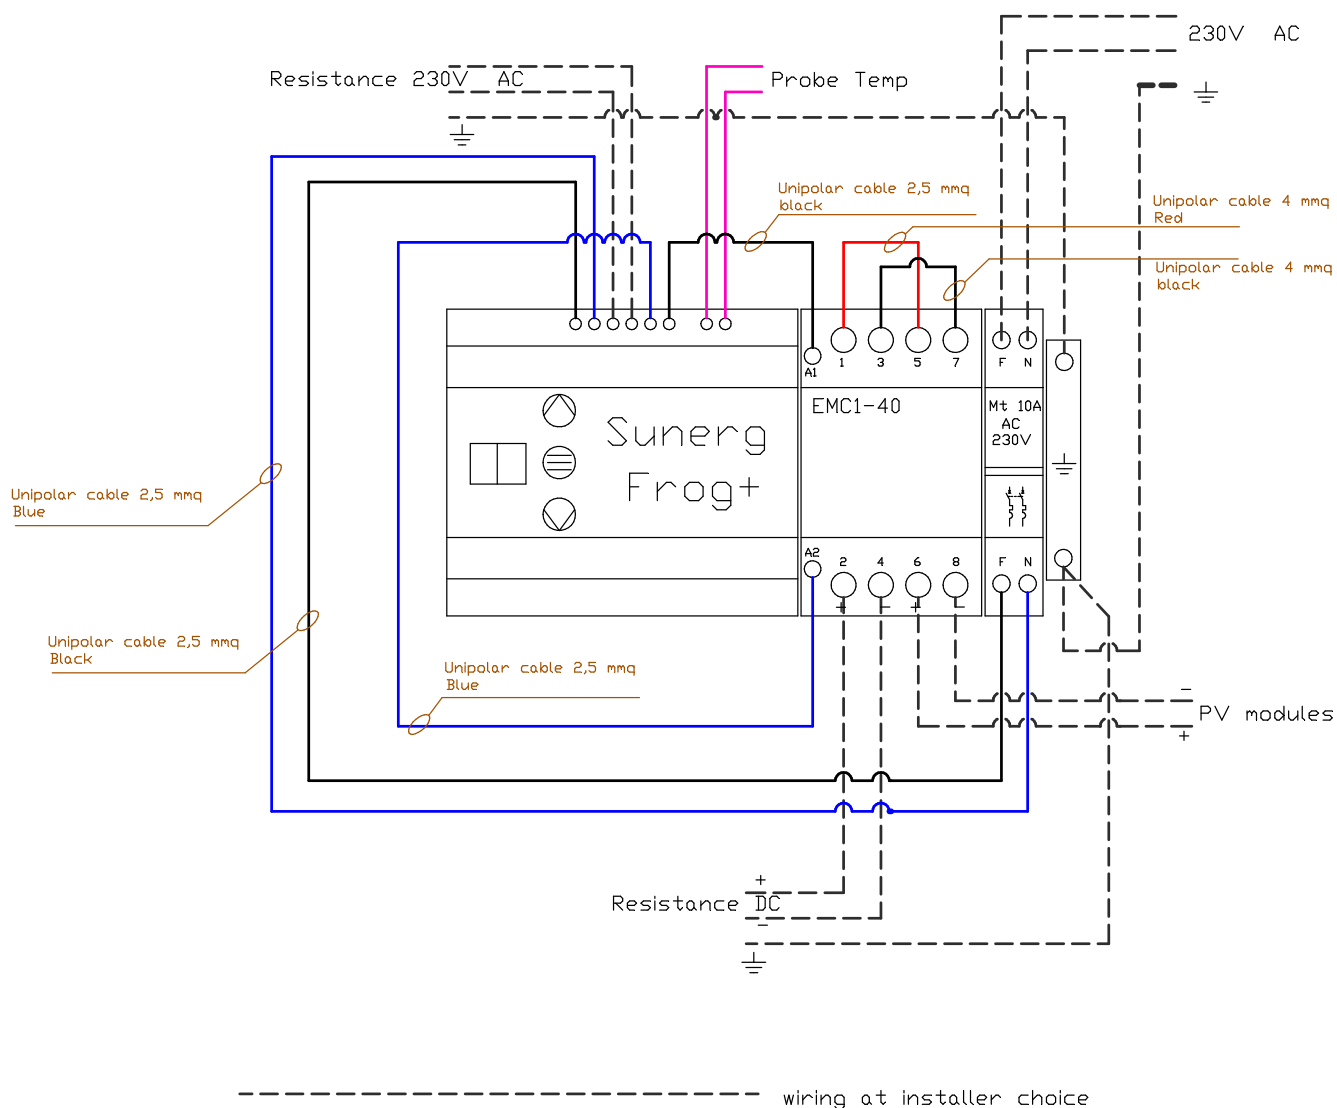 230V AC
Resistance 230V AC
Probe Temp
Unipolar cable 2,5 mmq
black
Unipolar cable 4 mmq
Red
Unipolar cable 4 mmq
black
A1
1
3
5
7
F
N
EMC1-40
Mt 10A
AC
230V
Sunerg
Frog+
Unipolar cable 2,5 mmq
Blue
A2
2
4
6
8
F
N
+
-
+
-
Unipolar cable 2,5 mmq
Black
Unipolar cable 2,5 mmq
Blue
-
PV modules
+
+
Resistance DC
-
wiring at installer choice